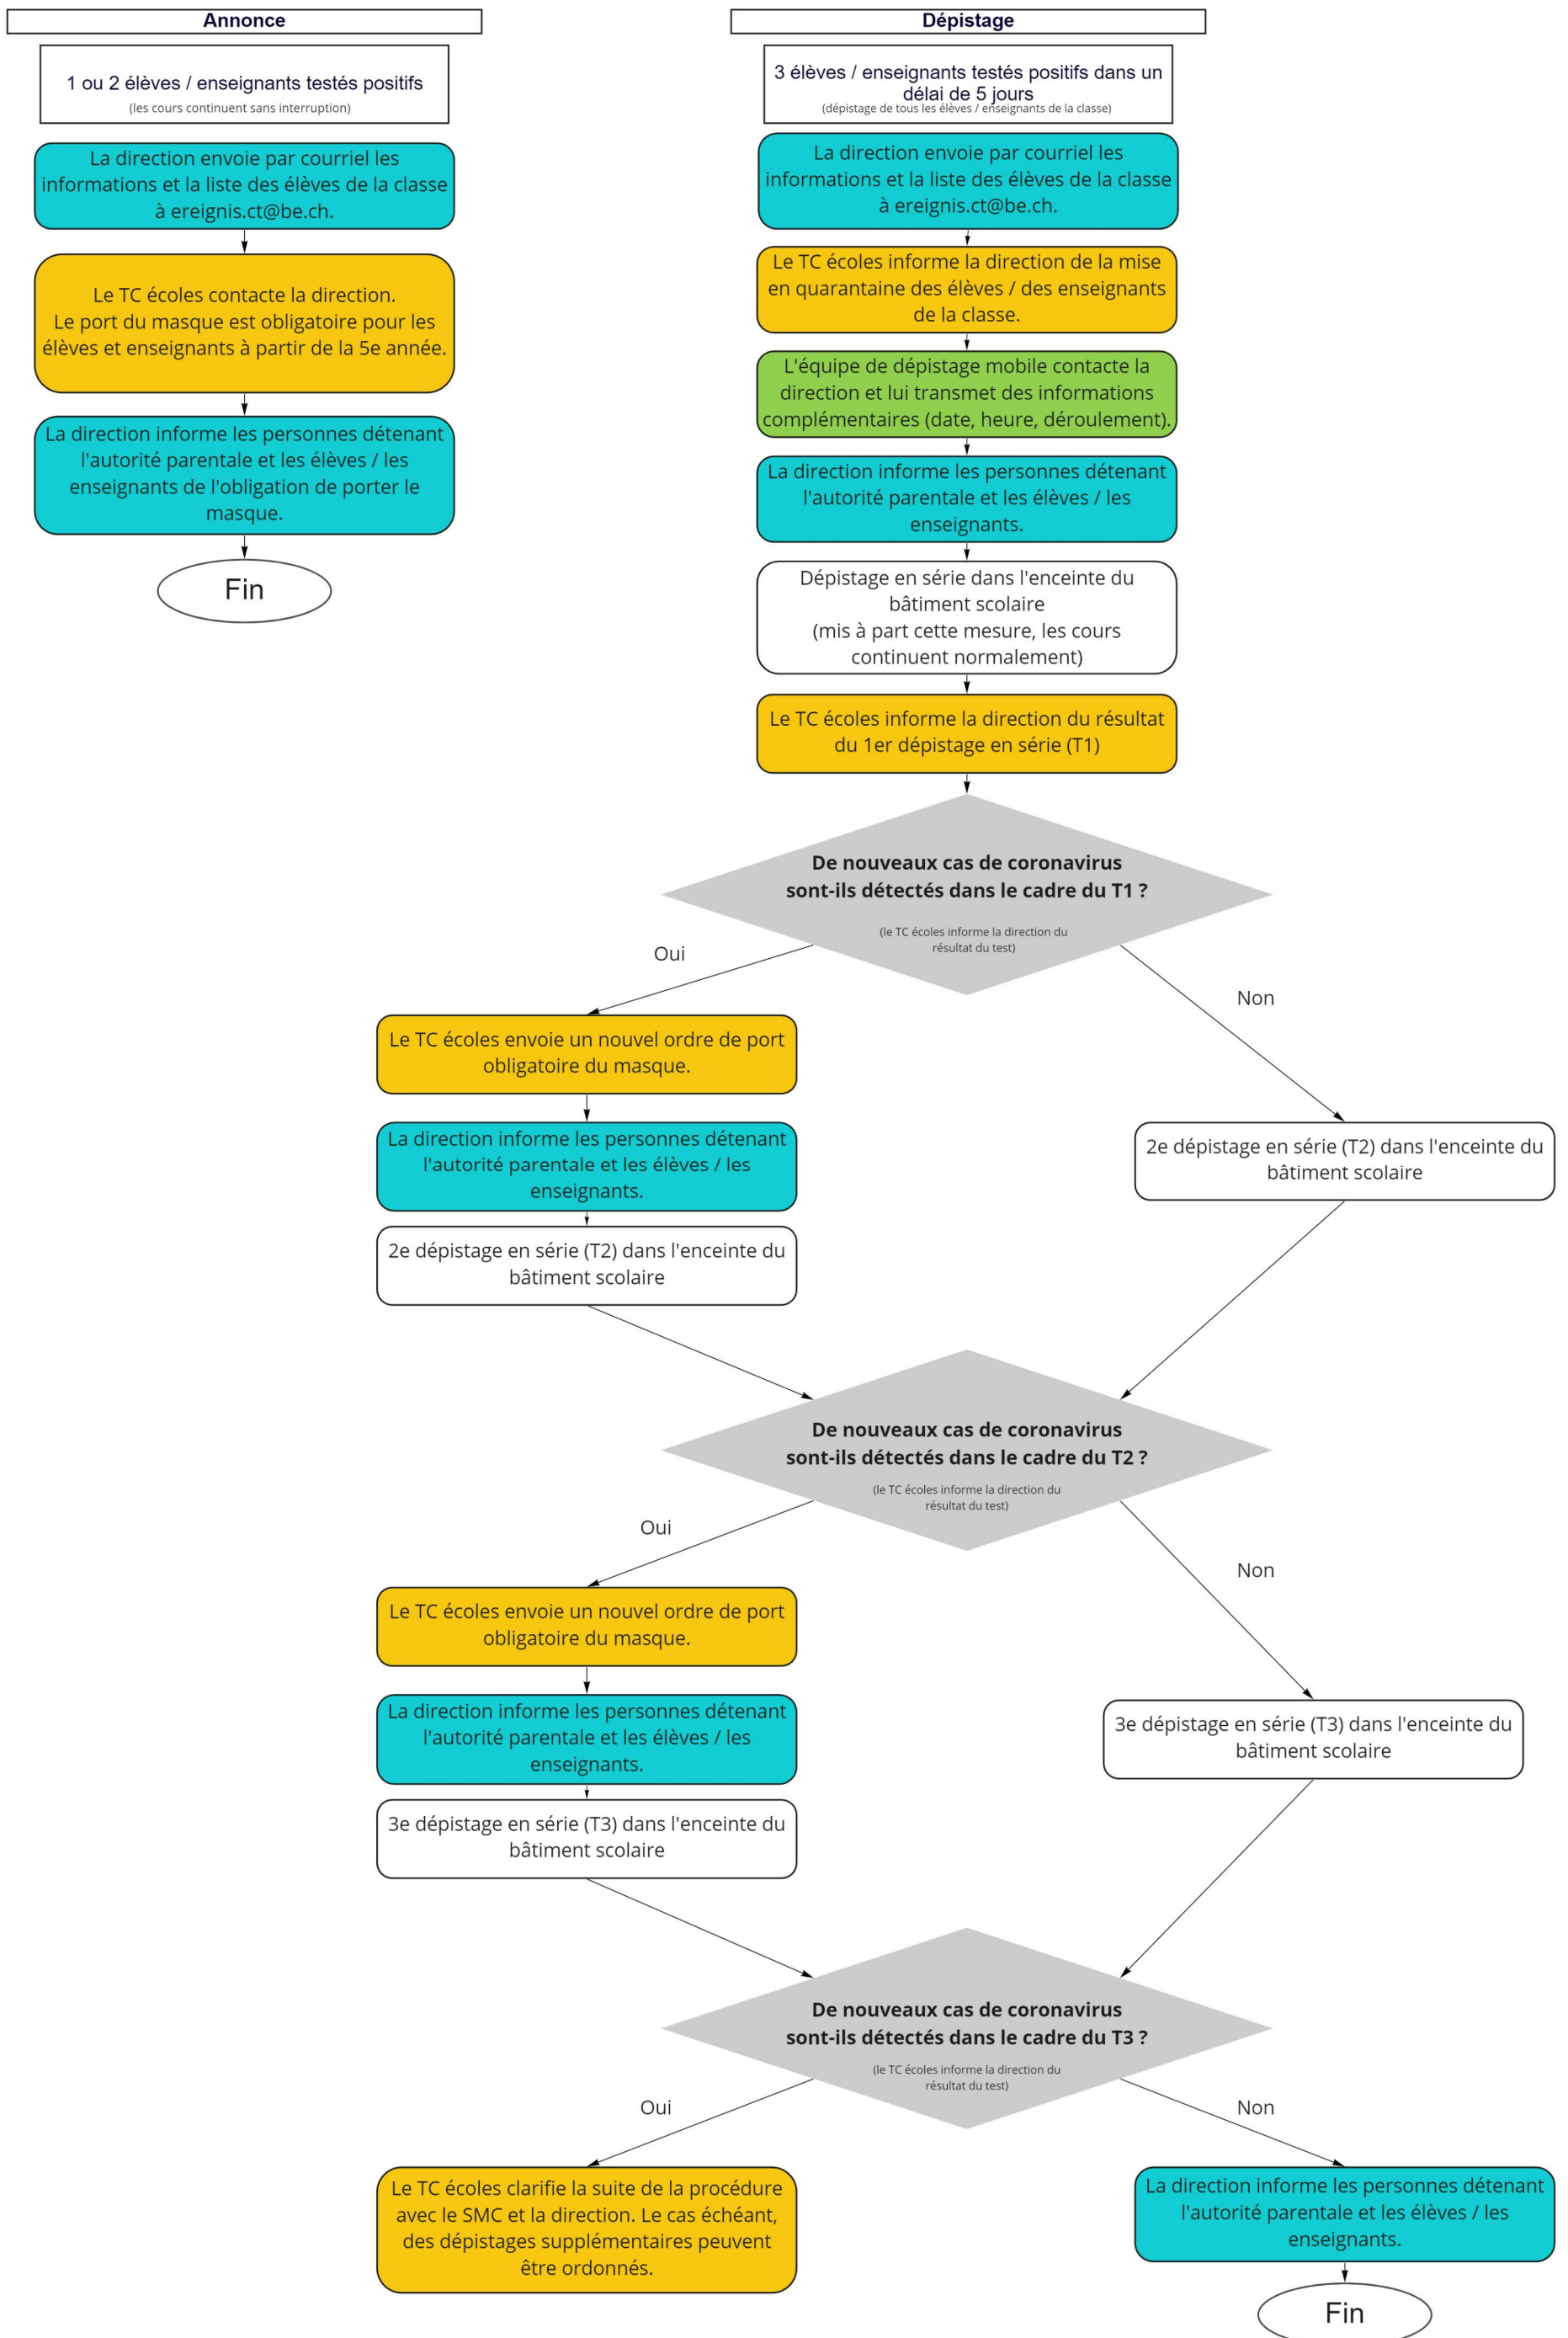 Annonce
1 ou 2 élèves / enseignants testés positifs
(les cours continuent sans interruption)
La direction envoie par courriel les
informations et la liste des élèves de la classe
à ereignis.ct@be.ch.
Le TC écoles contacte la direction.
Le port du masque est obligatoire pour les
élèves et enseignants à partir de la 5e année.
La direction informe les personnes détenant
l'autorité parentale et les élèves / les
enseignants de l'obligation de porter le
masque.
Fin
Dépistage
3 élèves / enseignants testés positifs dans un
délai de 5 jours
(dépistage de tous les élèves / enseignants de la classe)
La direction envoie par courriel les
informations et la liste des élèves de la classe
à ereignis.ct@be.ch.
Le TC écoles informe la direction de la mise
en quarantaine des élèves / des enseignants
de la classe.
L'équipe de dépistage mobile contacte la
direction et lui transmet des informations
complémentaires (date, heure, déroulement).
La direction informe les personnes détenant
l'autorité parentale et les élèves / les
enseignants.
Dépistage en série dans l'enceinte du
bâtiment scolaire
(mis à part cette mesure, les cours
continuent normalement)
Le TC écoles informe la direction du résultat
du 1er dépistage en série (T1)
De nouveaux cas de coronavirus
sont-ils détectés dans le cadre du T1 ?
(le TC écoles informe la direction du
résultat du test)
Oui
Non
Le TC écoles envoie un nouvel ordre de port
obligatoire du masque.
La direction informe les personnes détenant
l'autorité parentale et les élèves / les
enseignants.
2e dépistage en série (T2) dans l'enceinte du
bâtiment scolaire
2e dépistage en série (T2) dans l'enceinte du
bâtiment scolaire
De nouveaux cas de coronavirus
sont-ils détectés dans le cadre du T2 ?
(le TC écoles informe la direction du
résultat du test)
Oui
Non
Le TC écoles envoie un nouvel ordre de port
obligatoire du masque.
La direction informe les personnes détenant
l'autorité parentale et les élèves / les
enseignants.
3e dépistage en série (T3) dans l'enceinte du
bâtiment scolaire
3e dépistage en série (T3) dans l'enceinte du
bâtiment scolaire
De nouveaux cas de coronavirus
sont-ils détectés dans le cadre du T3 ?
(le TC écoles informe la direction du
résultat du test)
Oui
Non
Le TC écoles clarifie la suite de la procédure
avec le SMC et la direction. Le cas échéant,
des dépistages supplémentaires peuvent
être ordonnés.
La direction informe les personnes détenant
l'autorité parentale et les élèves / les
enseignants.
Fin